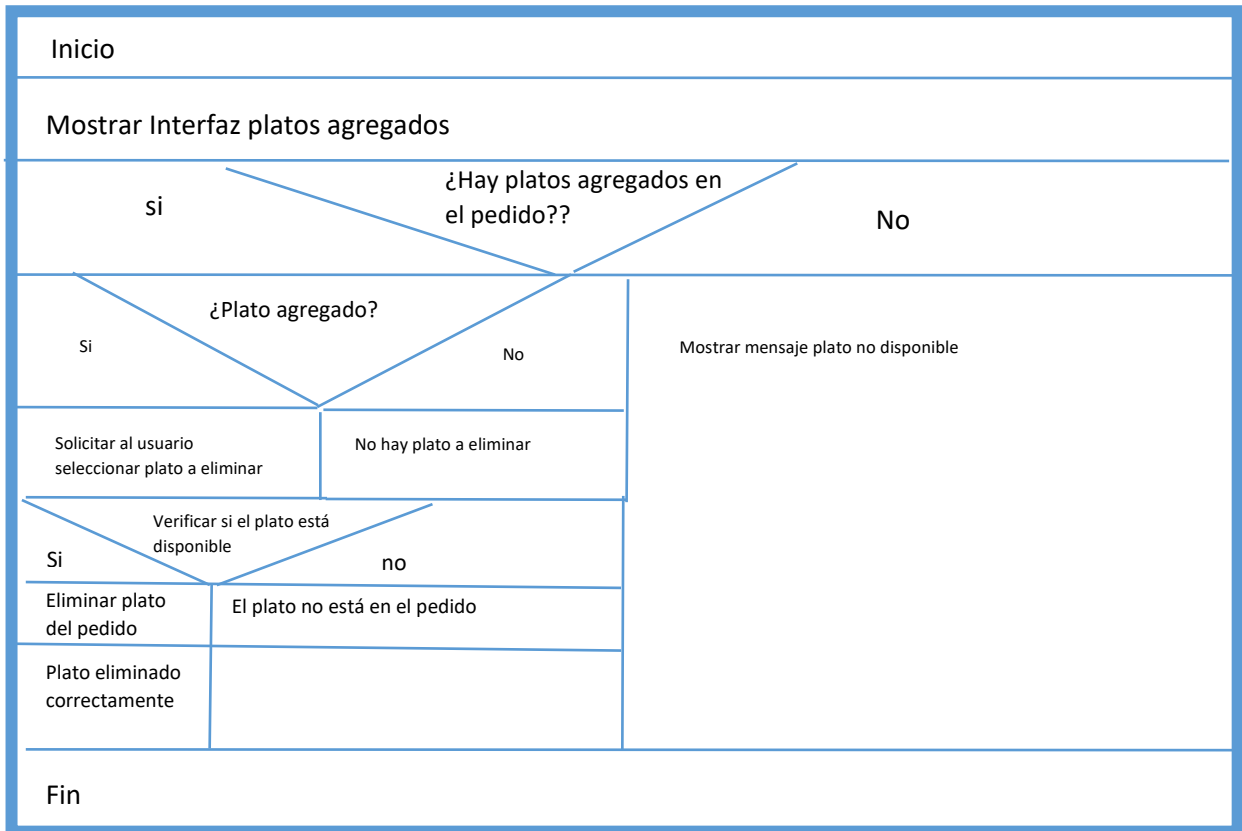 Inicio
Mostrar Interfaz platos agregados
¿Hay platos agregados en
el pedido??
si
No
¿Plato agregado?
Si
No
Mostrar mensaje plato no disponible
Solicitar al usuario
seleccionar plato a eliminar
No hay plato a eliminar
Verificar si el plato está
disponible
Si
no
Eliminar plato
del pedido
El plato no está en el pedido
Plato eliminado
correctamente
Fin